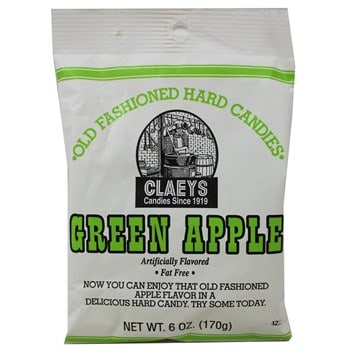 •OLD FASHIONED HARD CANDIES•
CLAEYS
Candies Since 1919
GREEN APPLE
Artificially Flavored
• Fat Free •
NOW YOU CAN ENJOY THAT OLD FASHIONED
APPLE FLAVOR IN A
DELICIOUS HARD CANDY. TRY SOME TODAY.
NET WT. 6 OZ. (170g)